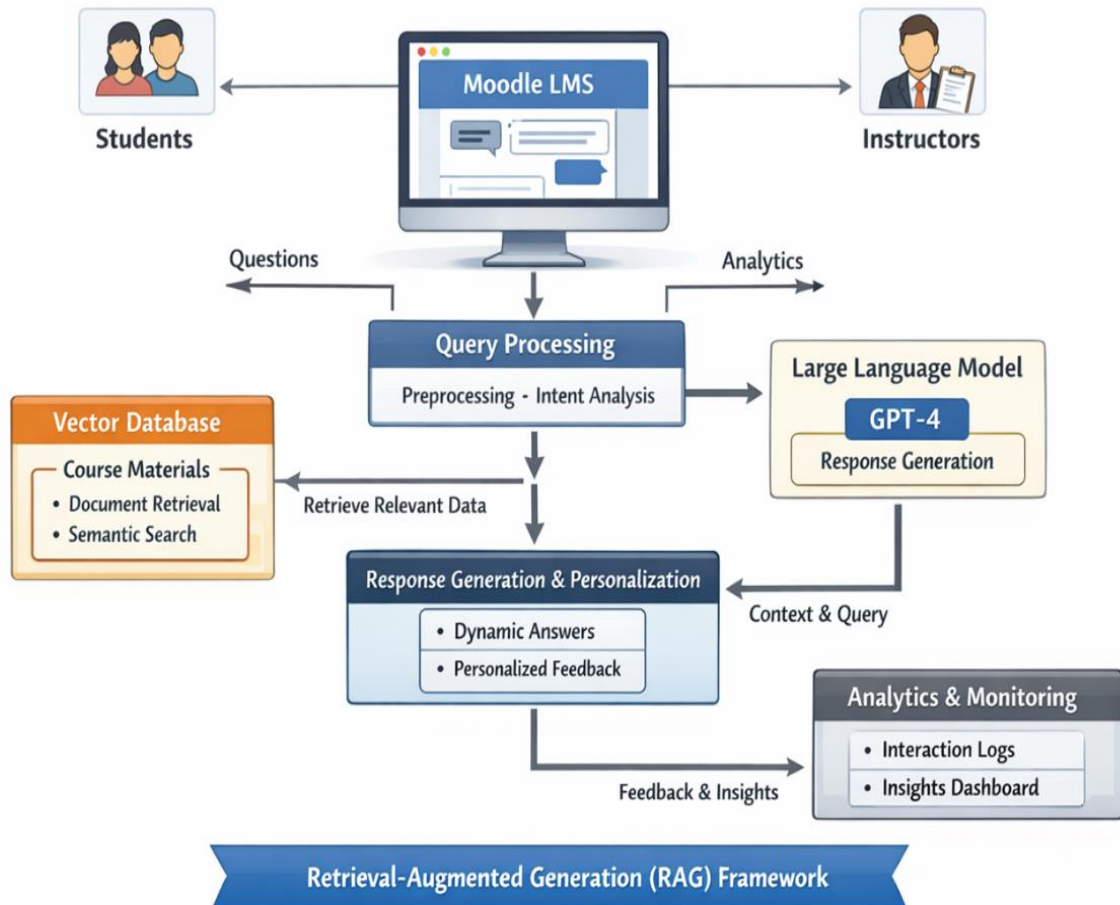 Moodle LMS
Students
Instructors
Questions
Analytics
Query Processing
Preprocessing - Intent Analysis
Large Language Model
GPT-4
Response Generation
Vector Database
Course Materials
• Document Retrieval
• Semantic Search
Retrieve Relevant Data
Response Generation & Personalization
• Dynamic Answers
• Personalized Feedback
Context & Query
Analytics & Monitoring
• Interaction Logs
• Insights Dashboard
Feedback & Insights
Retrieval-Augmented Generation (RAG) Framework